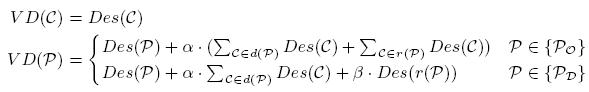 VD(𝒞) = Des(𝒞)
VD(𝒫) = { Des(𝒫) + α · (∑_{𝒞∈d(𝒫)} Des(𝒞) + ∑_{𝒞∈r(𝒫)} Des(𝒞)) 𝒫 ∈ {𝒫_𝒪}
Des(𝒫) + α · ∑_{𝒞∈d(𝒫)} Des(𝒞) + β · Des(r(𝒫)) 𝒫 ∈ {𝒫_𝒟}